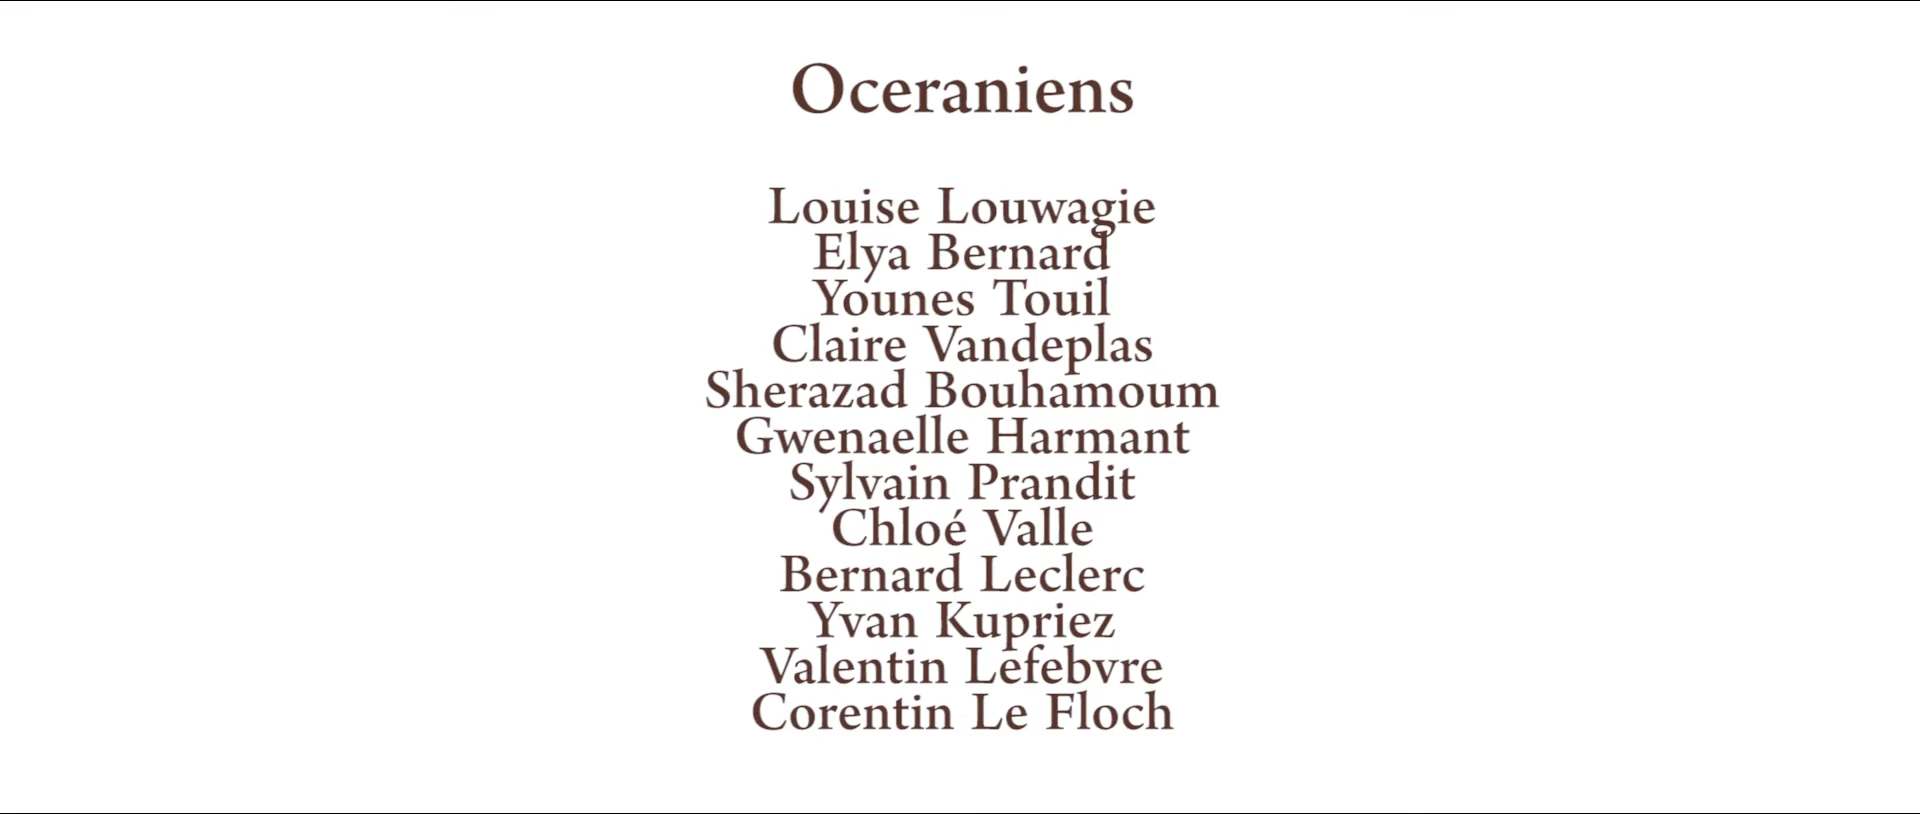 Oceraniens
Louise Louwagie
Elya Bernard
Younes Touil
Claire Vandeplas
Sherazad Bouhamoum
Gwenaelle Harmant
Sylvain Prandit
Chloé Valle
Bernard Leclerc
Yvan Kupriez
Valentin Lefebvre
Corentin Le Floch